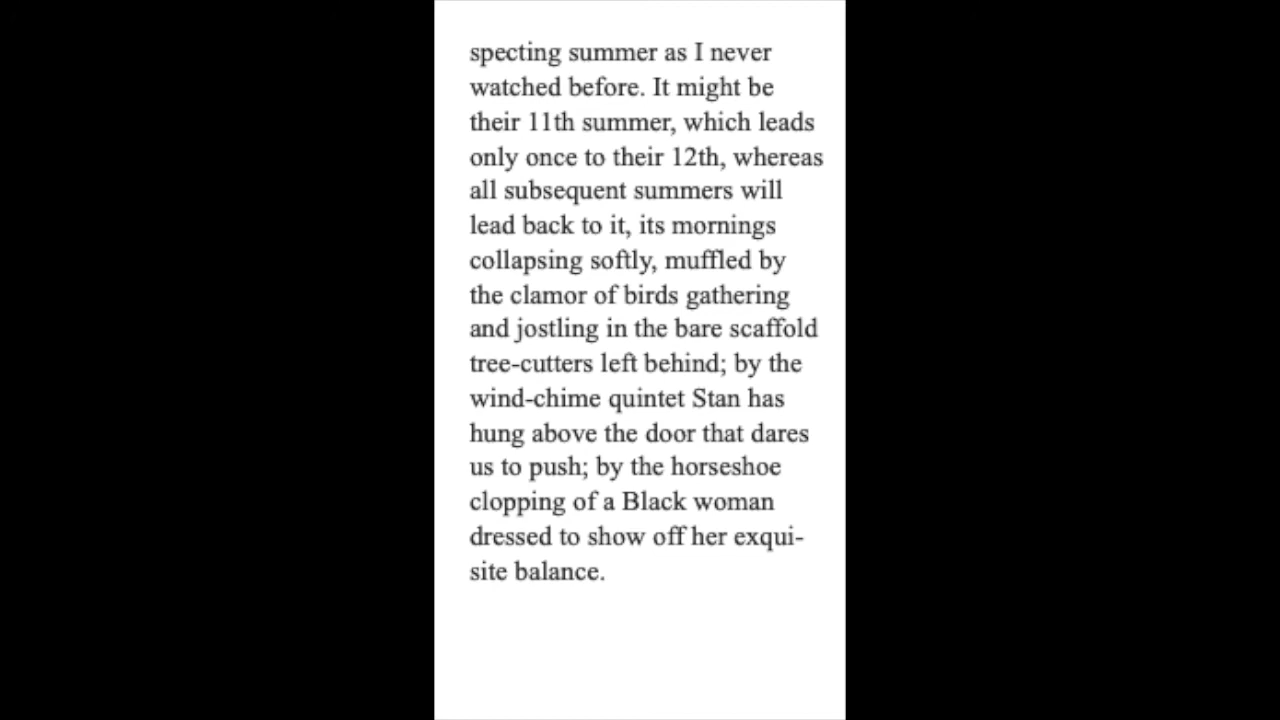 specting summer as I never
watched before. It might be
their 11th summer, which leads
only once to their 12th, whereas
all subsequent summers will
lead back to it, its mornings
collapsing softly, muffled by
the clamor of birds gathering
and jostling in the bare scaffold
tree-cutters left behind; by the
wind-chime quintet Stan has
hung above the door that dares
us to push; by the horseshoe
clopping of a Black woman
dressed to show off her exqui-
site balance.